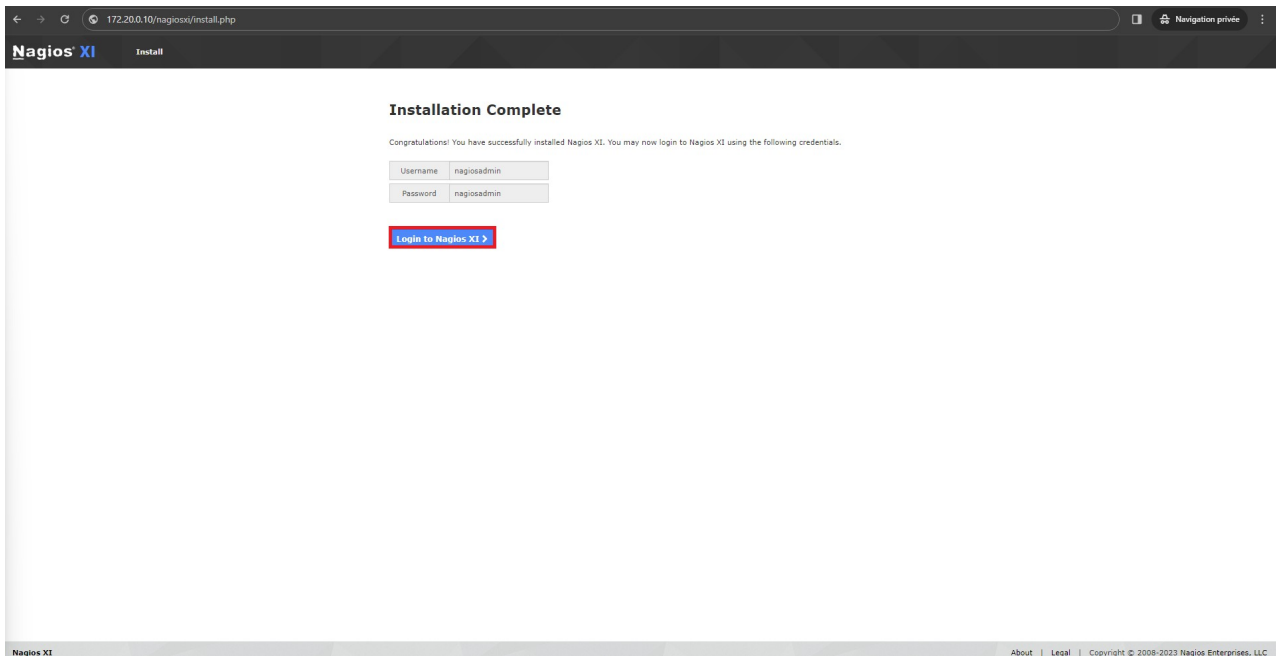 172.20.0.10/nagiosxi/install.php
Navigation privée
Nagios® XI
Install
Installation Complete
Congratulations! You have successfully installed Nagios XI. You may now login to Nagios XI using the following credentials.
Username nagiosadmin
Password nagiosadmin
Login to Nagios XI
Nagios XI
About | Legal | Copyright © 2008-2023 Nagios Enterprises, LLC